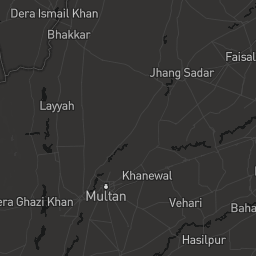 Dera Ismail Khan
Bhakkar
Faisal
Jhang Sadar
Layyah
Khanewal
Multan
era Ghazi Khan
Vehari
Baha
Hasilpur